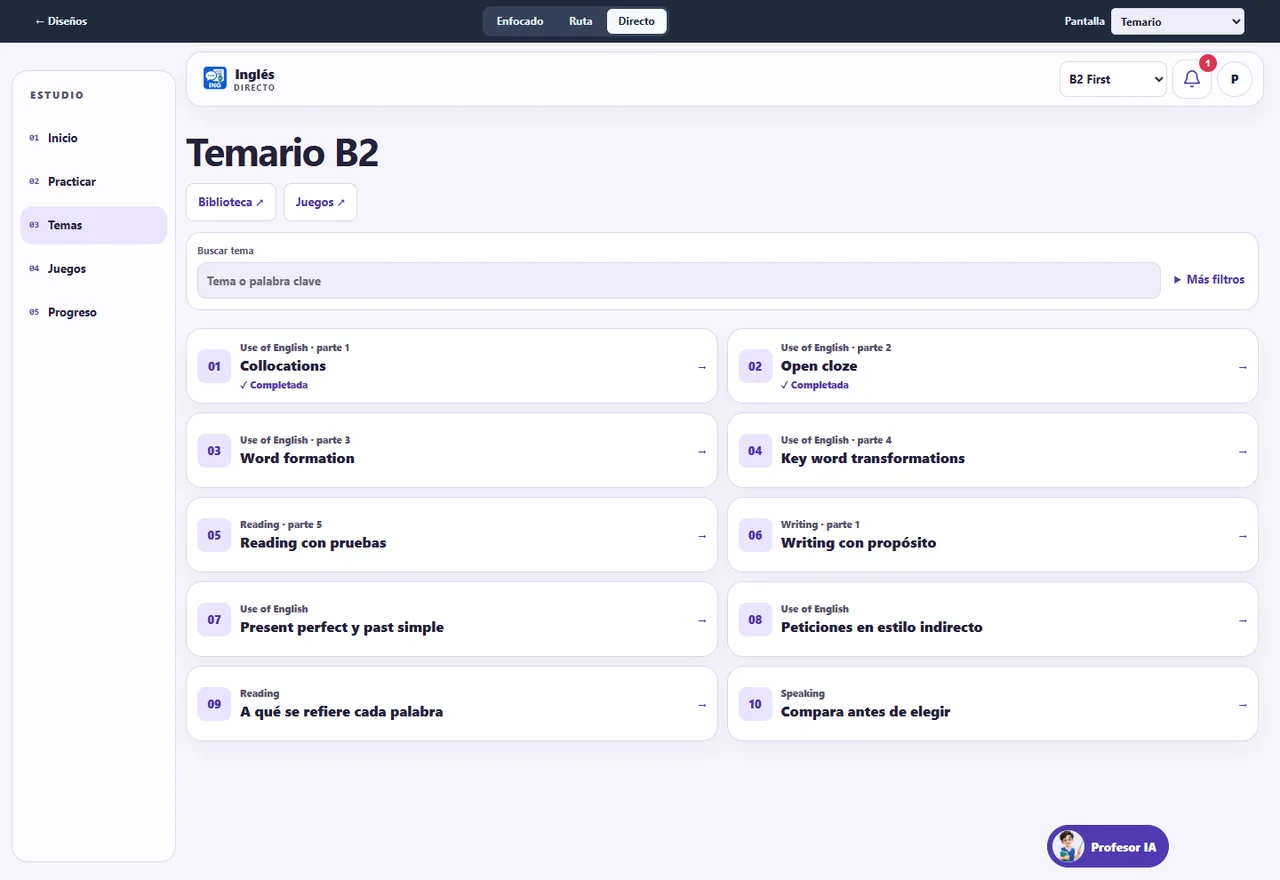 ← Diseños
Enfocado
Ruta
Directo
Pantalla
Temario
ESTUDIO
01 Inicio
02 Practicar
03 Temas
04 Juegos
05 Progreso
ING
Inglés
DIRECTO
B2 First
1
P
Temario B2
Biblioteca ↗
Juegos ↗
Buscar tema
Tema o palabra clave
▶ Más filtros
01
Use of English · parte 1
Collocations
✓ Completada
→
02
Use of English · parte 2
Open cloze
✓ Completada
→
03
Use of English · parte 3
Word formation
→
04
Use of English · parte 4
Key word transformations
→
05
Reading · parte 5
Reading con pruebas
→
06
Writing · parte 1
Writing con propósito
→
07
Use of English
Present perfect y past simple
→
08
Use of English
Peticiones en estilo indirecto
→
09
Reading
A qué se refiere cada palabra
→
10
Speaking
Compara antes de elegir
→
Profesor IA